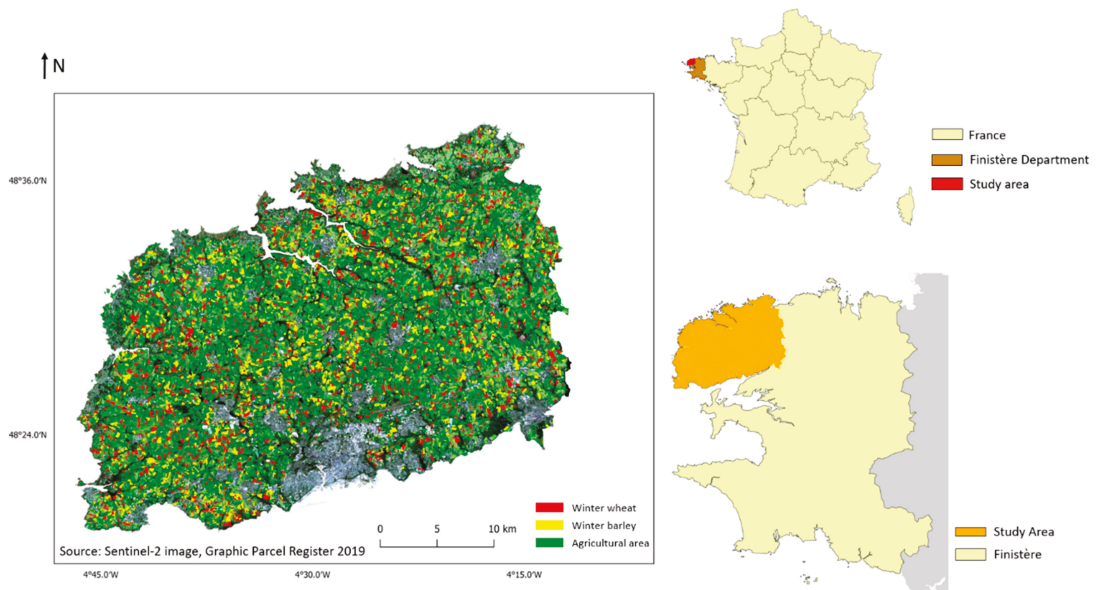 N
48°36.0'N
48°24.0'N
Winter wheat
Winter barley
Agricultural area
0 5 10 km
Source: Sentinel-2 image, Graphic Parcel Register 2019
4°45.0'W 4°30.0'W 4°15.0'W
France
Finistère Department
Study area
Study Area
Finistère